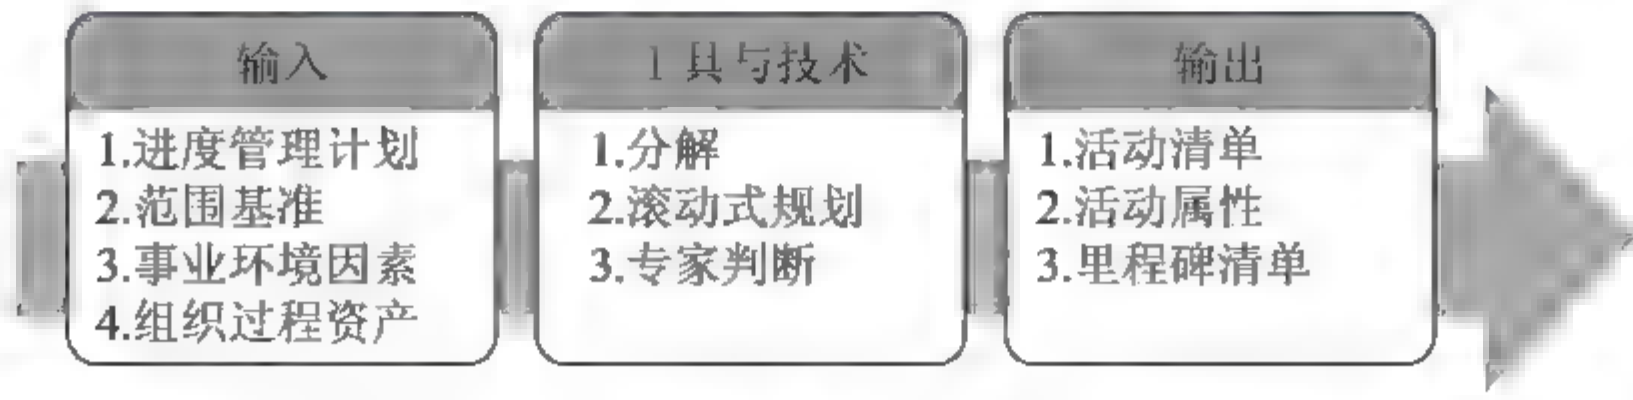 输入
1.进度管理计划
2.范围基准
3.事业环境因素
4.组织过程资产
工具与技术
1.分解
2.滚动式规划
3.专家判断
输出
1.活动清单
2.活动属性
3.里程碑清单